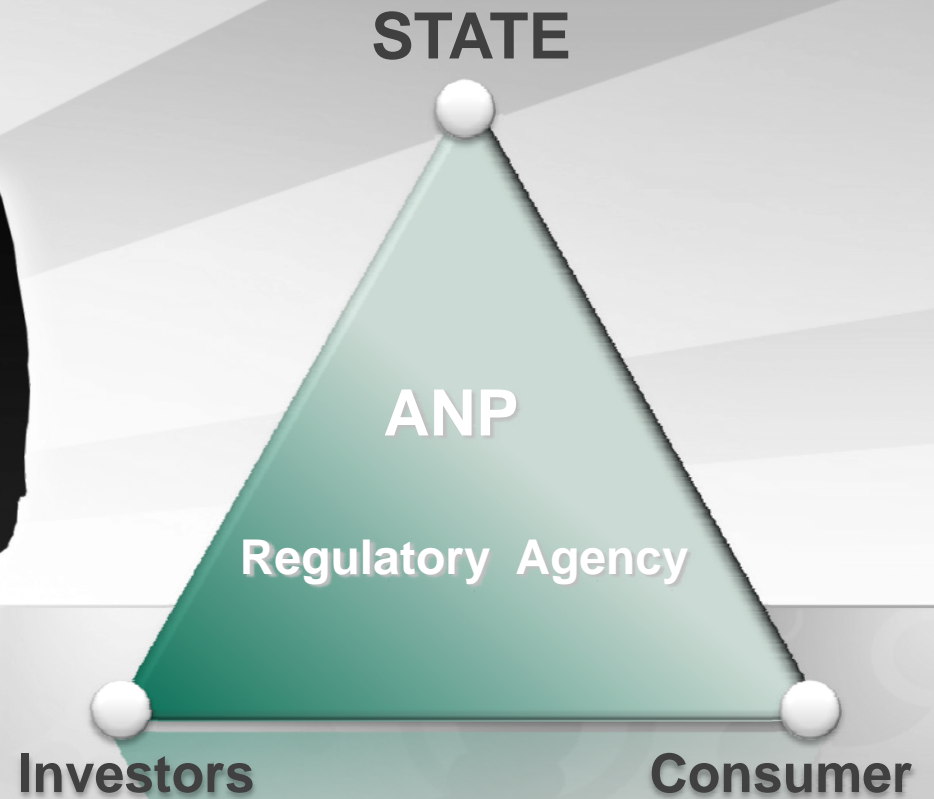 STATE
ANP
Regulatory Agency
Investors
Consumer